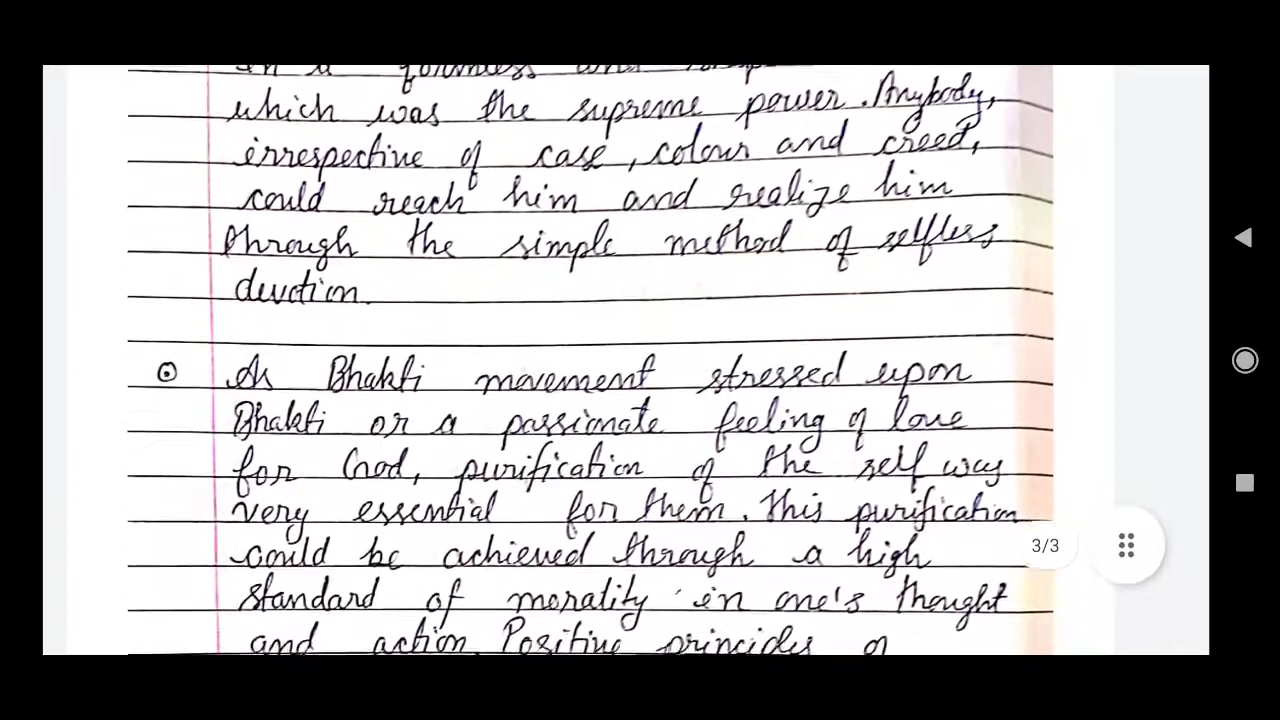 which was the supreme power. Anybody,
irrespective of case, colour and creed,
could reach him and realize him
through the simple method of selfless
devotion.
⊙ As Bhakti movement stressed upon
Bhakti or a passionate feeling of love
for God, purification of the self way
very essential for them. This purification
could be achieved through a high
3/3
standard of morality in one's thought
and action. Positive principles of